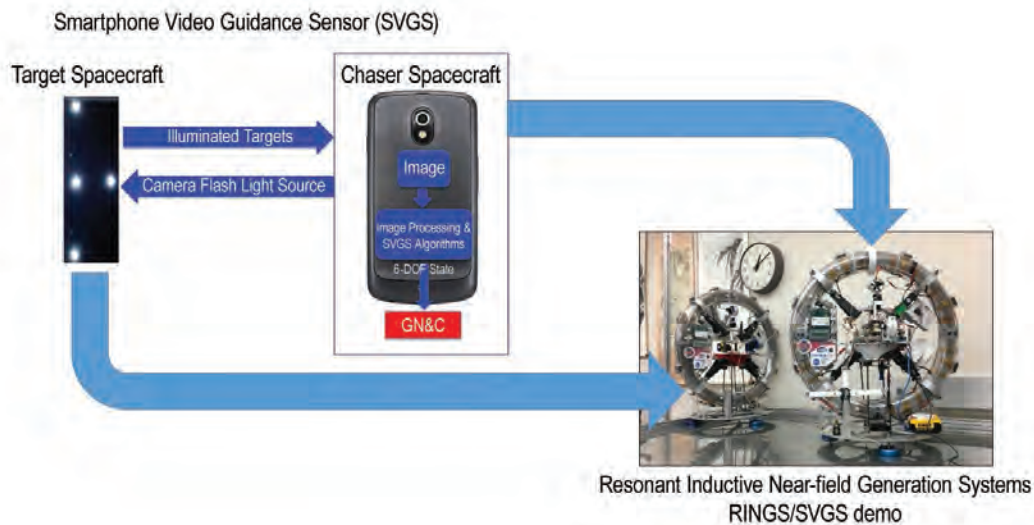 Smartphone Video Guidance Sensor (SVGS)
Target Spacecraft
Chaser Spacecraft
Illuminated Targets
Camera Flash Light Source
Image
Image Processing &
SVGS Algorithms
6-DOF State
GN&C
Resonant Inductive Near-field Generation Systems
RINGS/SVGS demo